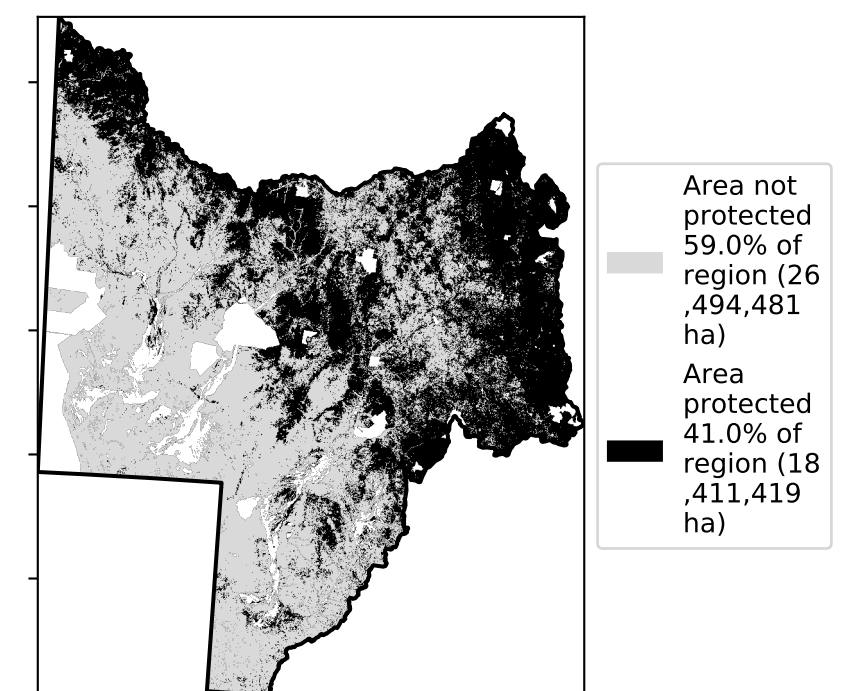 Area not
protected
59.0% of
region (26
,494,481
ha)
Area
protected
41.0% of
region (18
,411,419
ha)